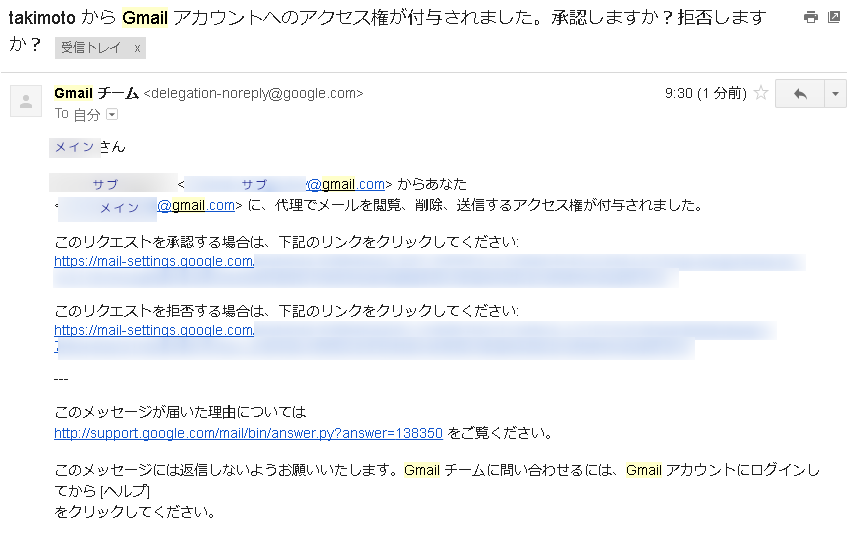 takimoto から Gmail アカウントへのアクセス権が付与されました。承認しますか？拒否します
か？ 受信トレイ x
Gmail チーム <delegation-noreply@google.com> 9:30 (1 分前)
To 自分
メインさん
サブ < サブ @gmail.com> からあなた
< メイン @gmail.com> に、代理でメールを閲覧、削除、送信するアクセス権が付与されました。
このリクエストを承認する場合は、下記のリンクをクリックしてください:
https://mail-settings.google.com
このリクエストを拒否する場合は、下記のリンクをクリックしてください:
https://mail-settings.google.com
---
このメッセージが届いた理由については
http://support.google.com/mail/bin/answer.py?answer=138350 をご覧ください。
このメッセージには返信しないようお願いいたします。Gmail チームに問い合わせるには、Gmail アカウントにログインし
てから [ヘルプ]
をクリックしてください。